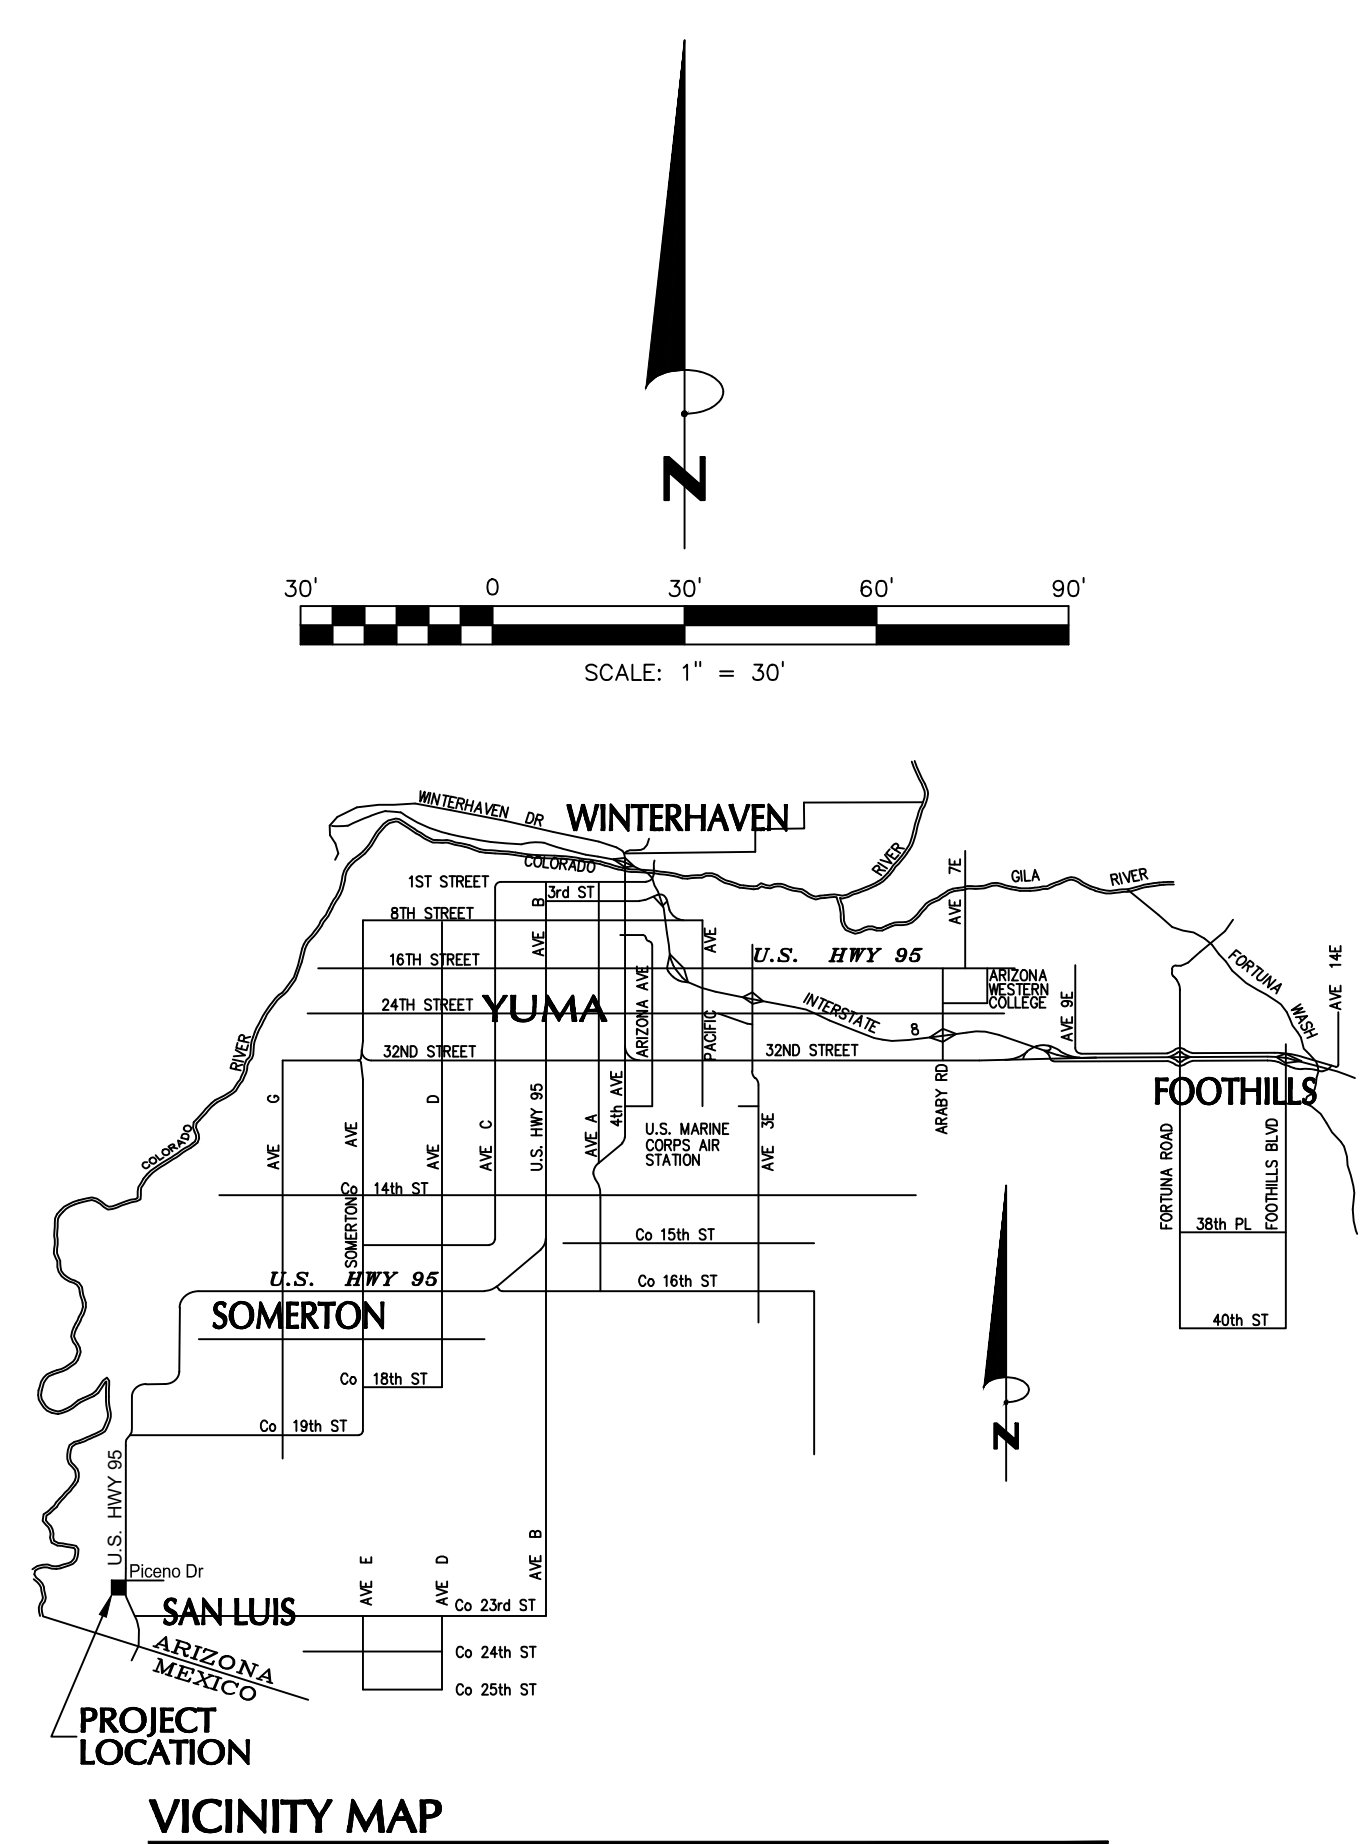 N
30' 0 30' 60' 90'
SCALE: 1" = 30'
WINTERHAVEN DR
WINTERHAVEN
COLORADO
RIVER
1ST STREET
3rd ST
AVE B
8TH STREET
AVE 7E
GILA RIVER
U.S. HWY 95
16TH STREET
PACIFIC AVE
ARIZONA
WESTERN
COLLEGE
FORTUNA WASH
AVE 14E
24TH STREET
YUMA
ARIZONA AVE
INTERSTATE 8
AVE 9E
32ND STREET
32ND STREET
RIVER
COLORADO
FOOTHILLS
AVE G
SOMERTON AVE
AVE D
AVE C
U.S. HWY 95
AVE A
4th AVE
U.S. MARINE
CORPS AIR
STATION
AVE 3E
ARABY RD
FORTUNA ROAD
FOOTHILLS BLVD
Co 14th ST
38th PL
Co 15th ST
U.S. HWY 95
Co 16th ST
SOMERTON
40th ST
Co 18th ST
Co 19th ST
N
U.S. HWY 95
Piceno Dr
AVE E
AVE D
AVE B
SAN LUIS
Co 23rd ST
ARIZONA
MEXICO
Co 24th ST
Co 25th ST
PROJECT
LOCATION
VICINITY MAP